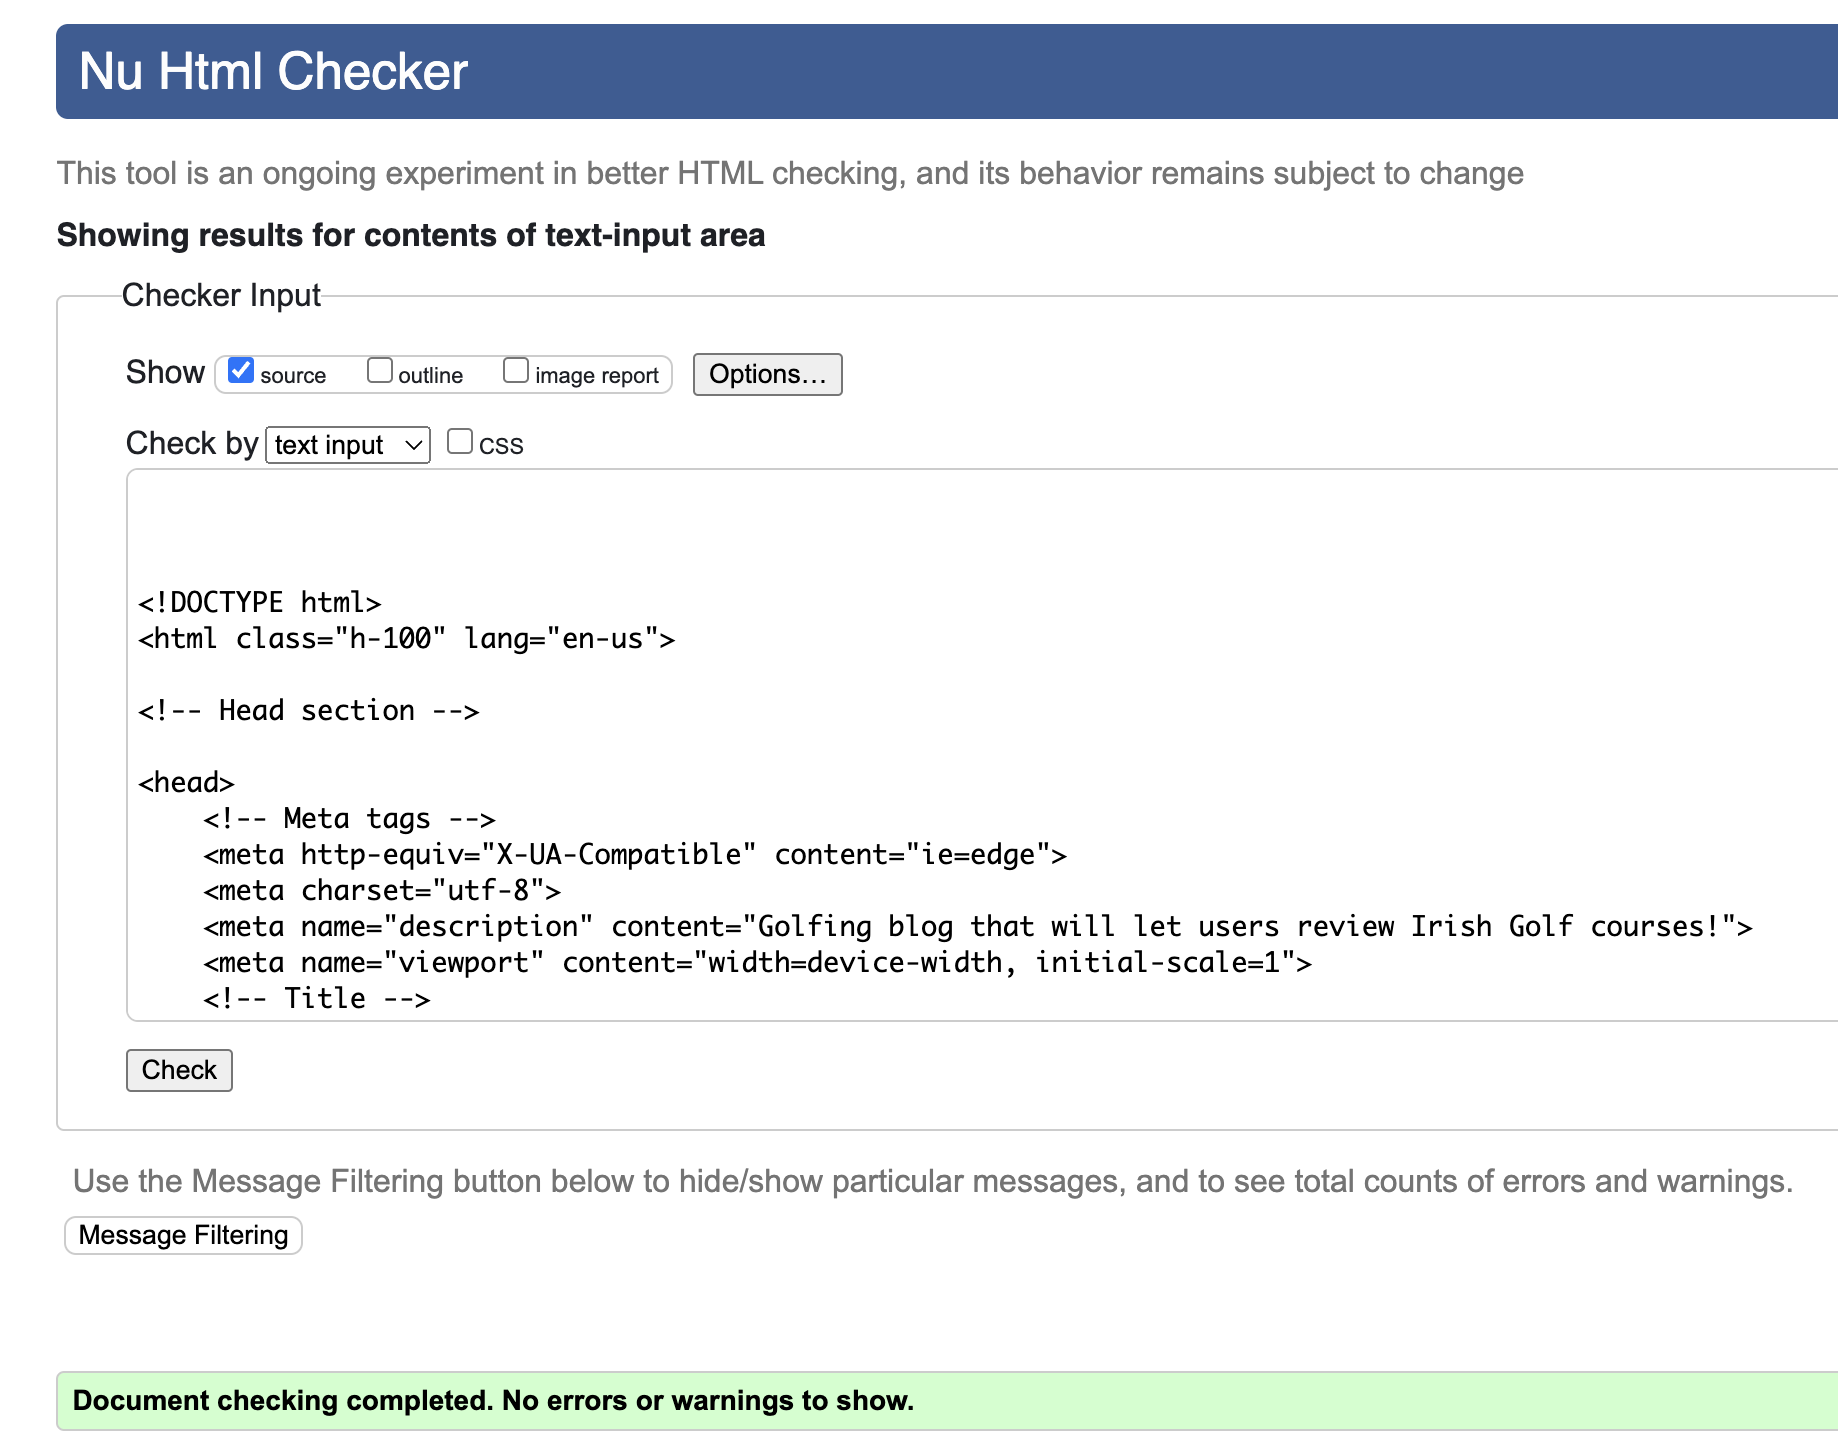 Nu Html Checker
This tool is an ongoing experiment in better HTML checking, and its behavior remains subject to change
Showing results for contents of text-input area
Checker Input
Show source outline image report Options...
Check by text input CSS
<!DOCTYPE html>
<html class="h-100" lang="en-us">
<!-- Head section -->
<head>
    <!-- Meta tags -->
    <meta http-equiv="X-UA-Compatible" content="ie=edge">
    <meta charset="utf-8">
    <meta name="description" content="Golfing blog that will let users review Irish Golf courses!">
    <meta name="viewport" content="width=device-width, initial-scale=1">
    <!-- Title -->
Check
Use the Message Filtering button below to hide/show particular messages, and to see total counts of errors and warnings.
Message Filtering
Document checking completed. No errors or warnings to show.